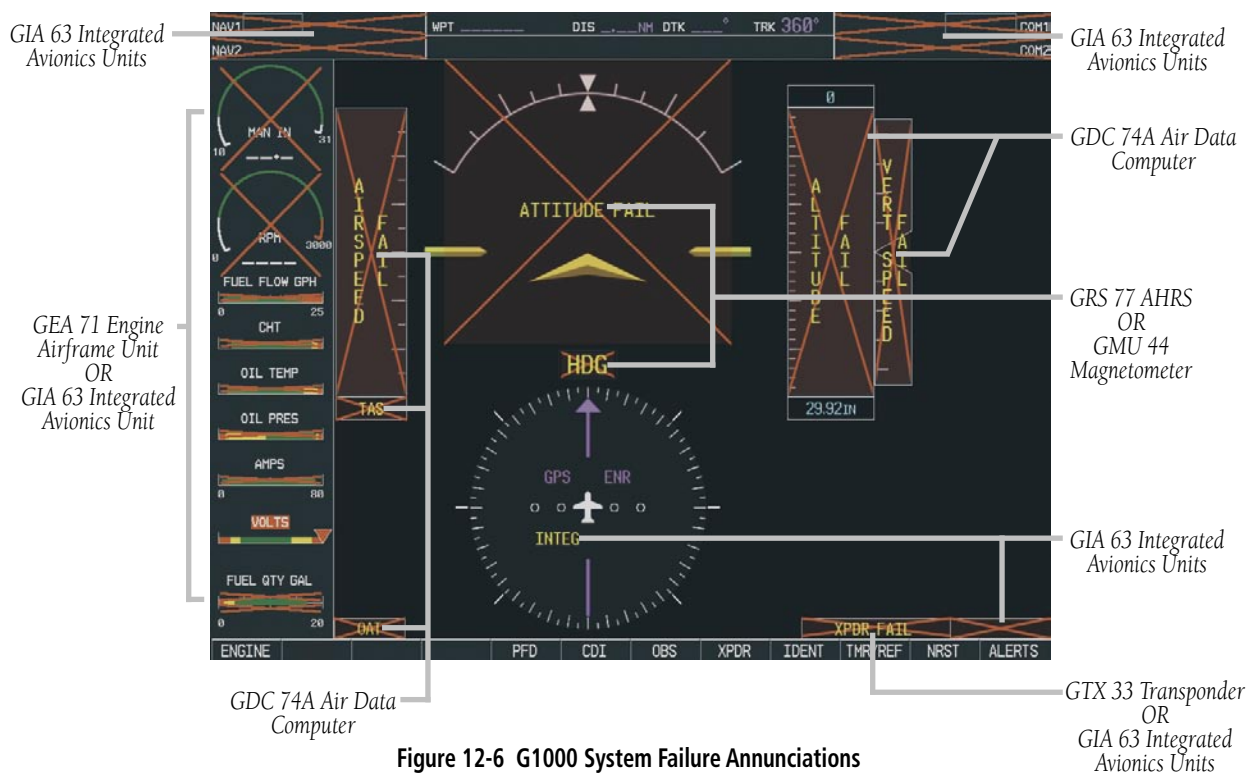 GIA 63 Integrated
Avionics Units
NAV1
NAV2
WPT ______ DIS __.__NM DTK ___° TRK 360°
COM1
COM2
GIA 63 Integrated
Avionics Units
MAN IN
10
31
RPM
0
3000
FUEL FLOW GPH
0 25
CHT
OIL TEMP
OIL PRES
AMPS
0 80
VOLTS
FUEL QTY GAL
0 20
GEA 71 Engine
Airframe Unit
OR
GIA 63 Integrated
Avionics Unit
AIRSPEED FAIL
TAS
OAT
ATTITUDE FAIL
HDG
GPS ENR
INTEG
0
ALTITUDE FAIL
29.92IN
VERT SPEED FAIL
XPDR FAIL
GDC 74A Air Data
Computer
GRS 77 AHRS
OR
GMU 44
Magnetometer
GIA 63 Integrated
Avionics Units
ENGINE PFD CDI OBS XPDR IDENT TMR/REF NRST ALERTS
GDC 74A Air Data
Computer
GTX 33 Transponder
OR
GIA 63 Integrated
Avionics Units
Figure 12-6 G1000 System Failure Annunciations